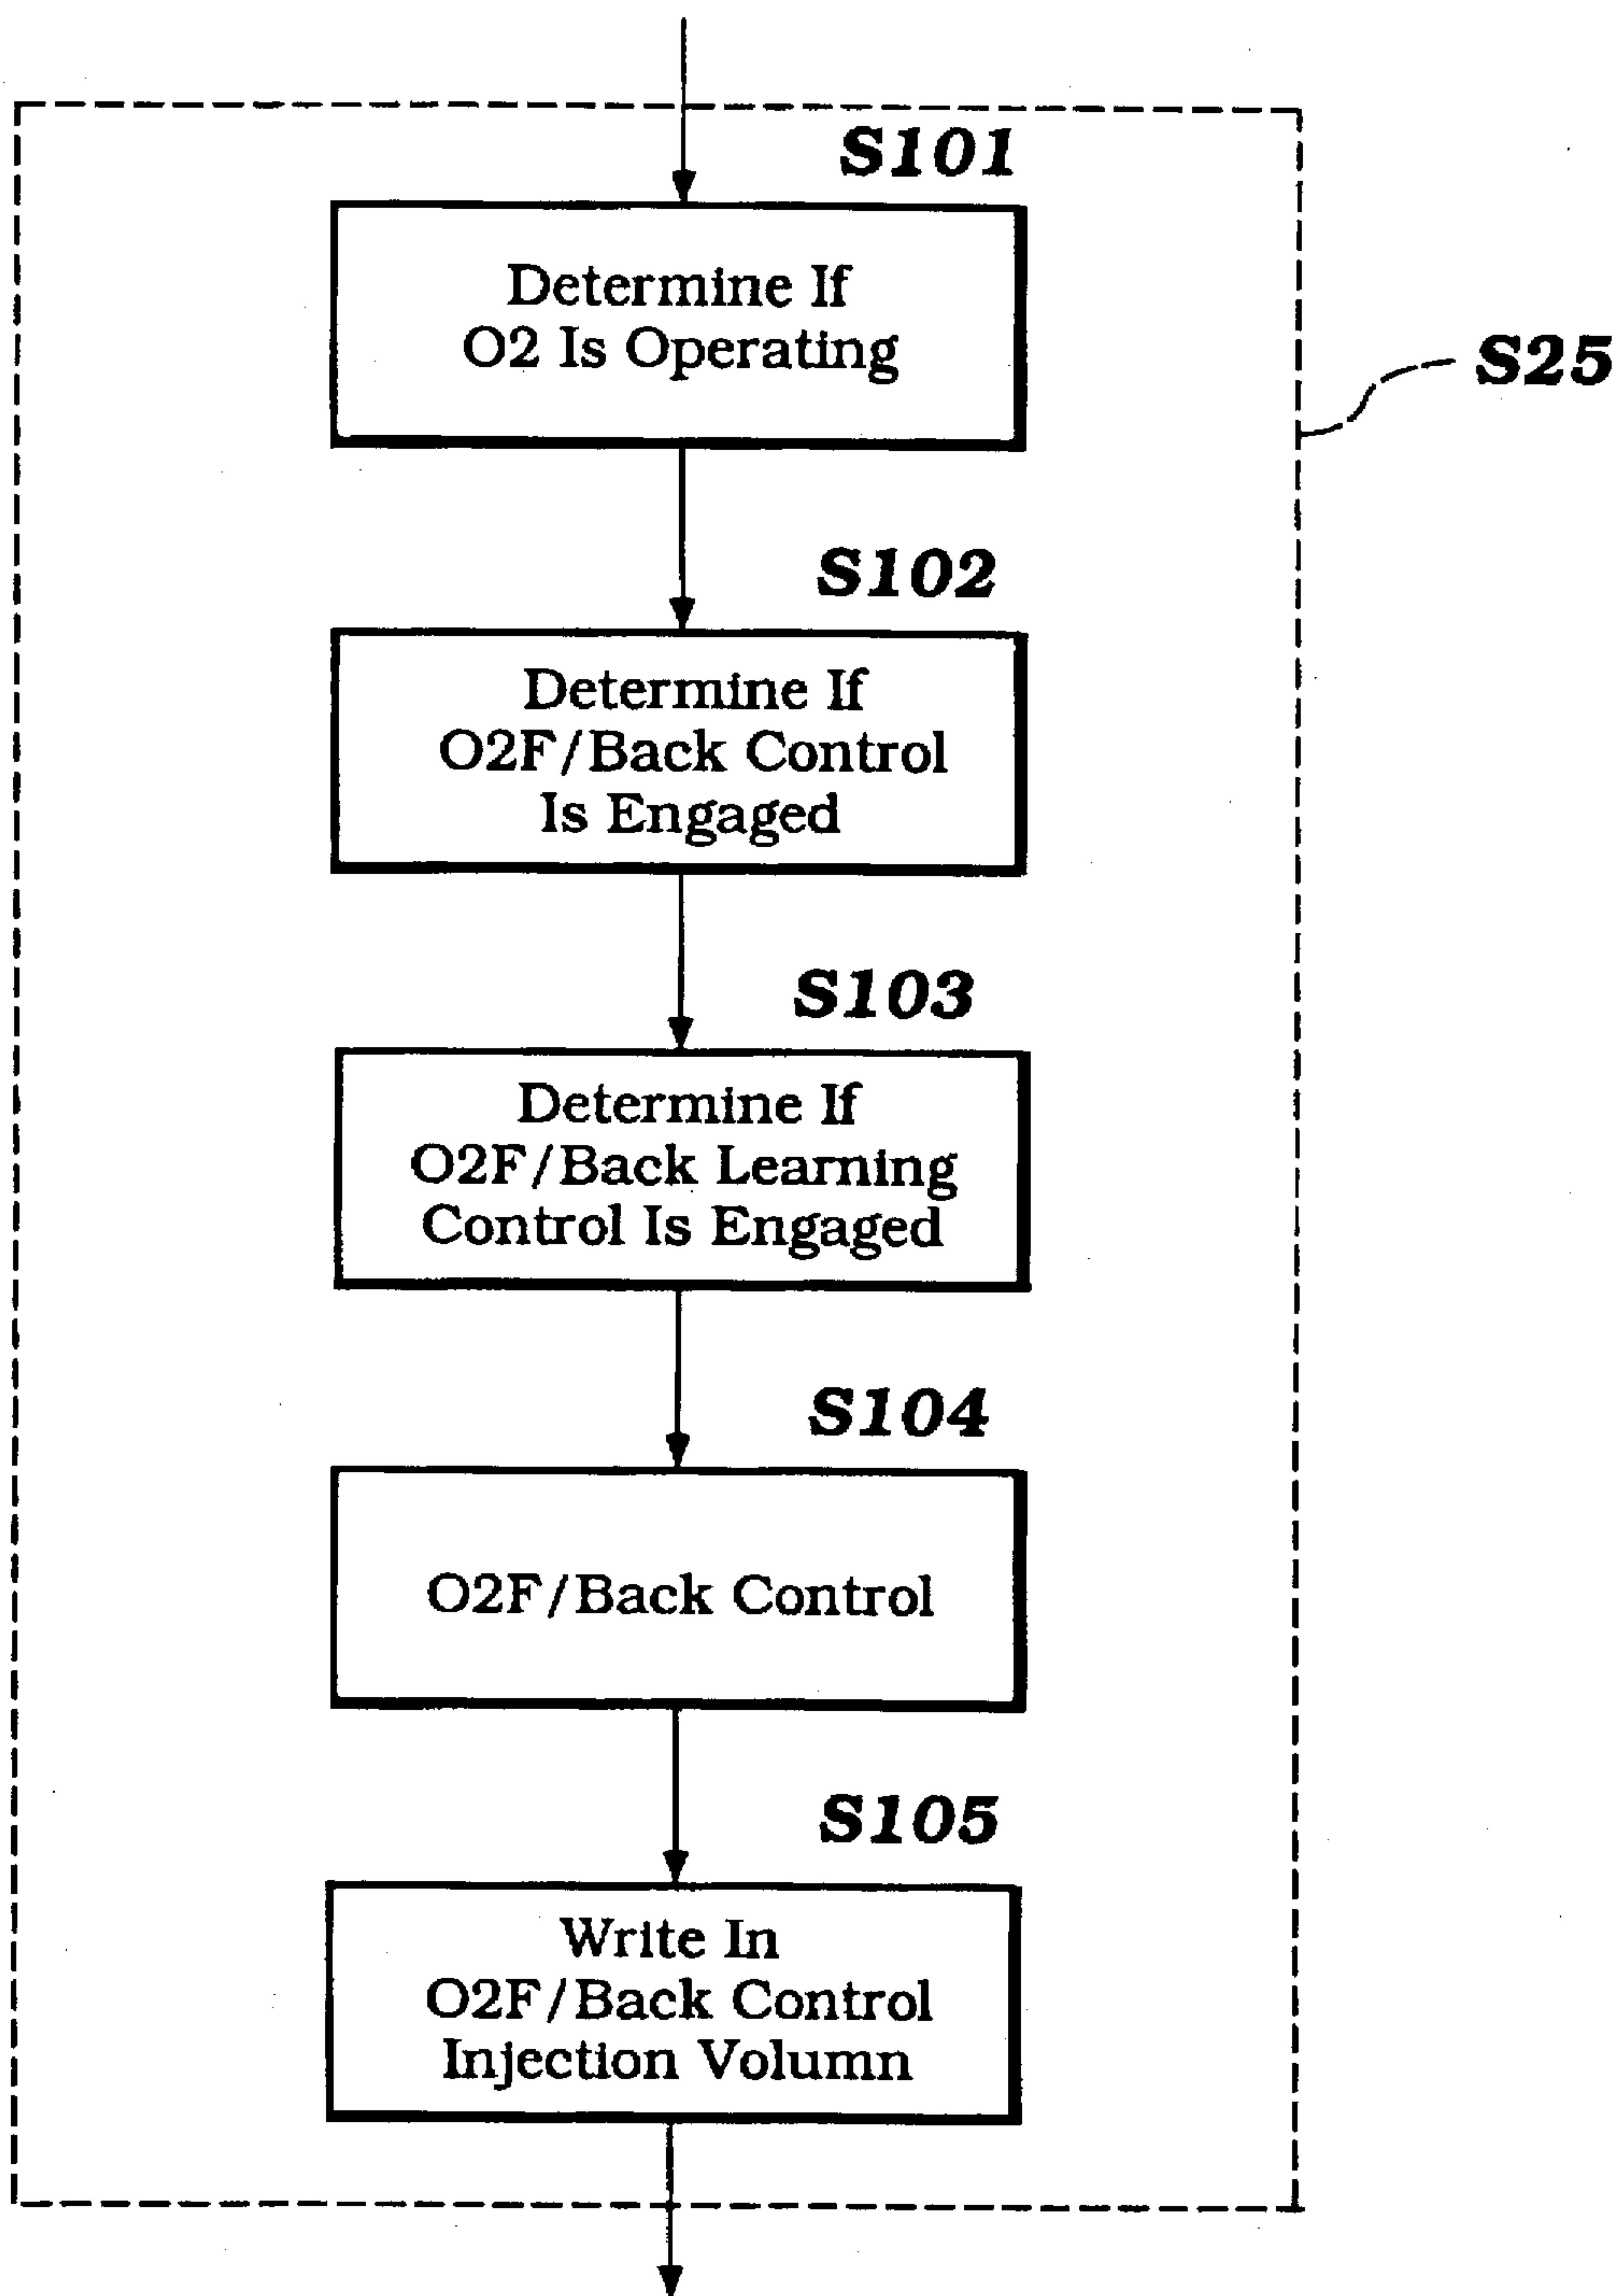 S101
Determine If
O2 Is Operating
S25
S102
Determine If
O2F/Back Control
Is Engaged
S103
Determine If
O2F/Back Learning
Control Is Engaged
S104
O2F/Back Control
S105
Write In
O2F/Back Control
Injection Volumn